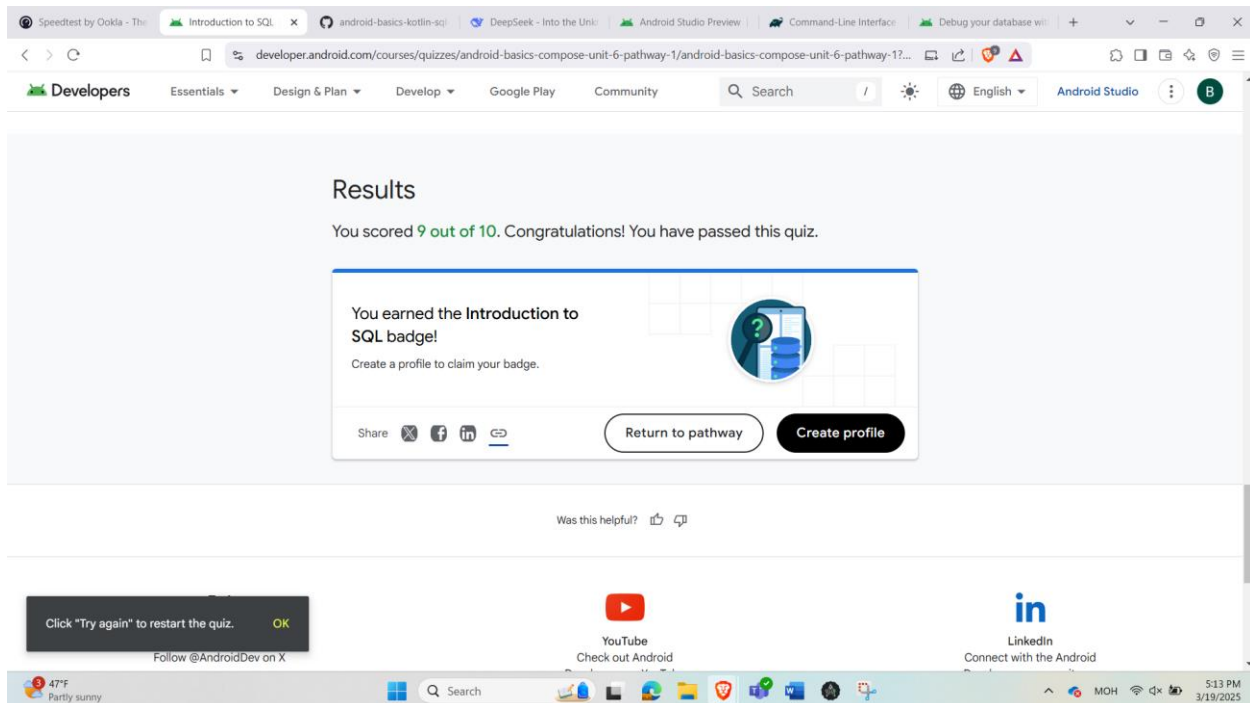 Speedtest by Ookla - The
Introduction to SQL
android-basics-kotlin-sql
DeepSeek - Into the Unk
Android Studio Preview
Command-Line Interface
Debug your database wit
developer.android.com/courses/quizzes/android-basics-compose-unit-6-pathway-1/android-basics-compose-unit-6-pathway-1?...
Developers
Essentials
Design & Plan
Develop
Google Play
Community
Search
/
English
Android Studio
B
Results
You scored 9 out of 10. Congratulations! You have passed this quiz.
You earned the Introduction to
SQL badge!
Create a profile to claim your badge.
Share
Return to pathway
Create profile
Was this helpful?
Click "Try again" to restart the quiz.
OK
Follow @AndroidDev on X
YouTube
Check out Android
LinkedIn
Connect with the Android
3
47°F
Partly sunny
Search
MOH
5:13 PM
3/19/2025